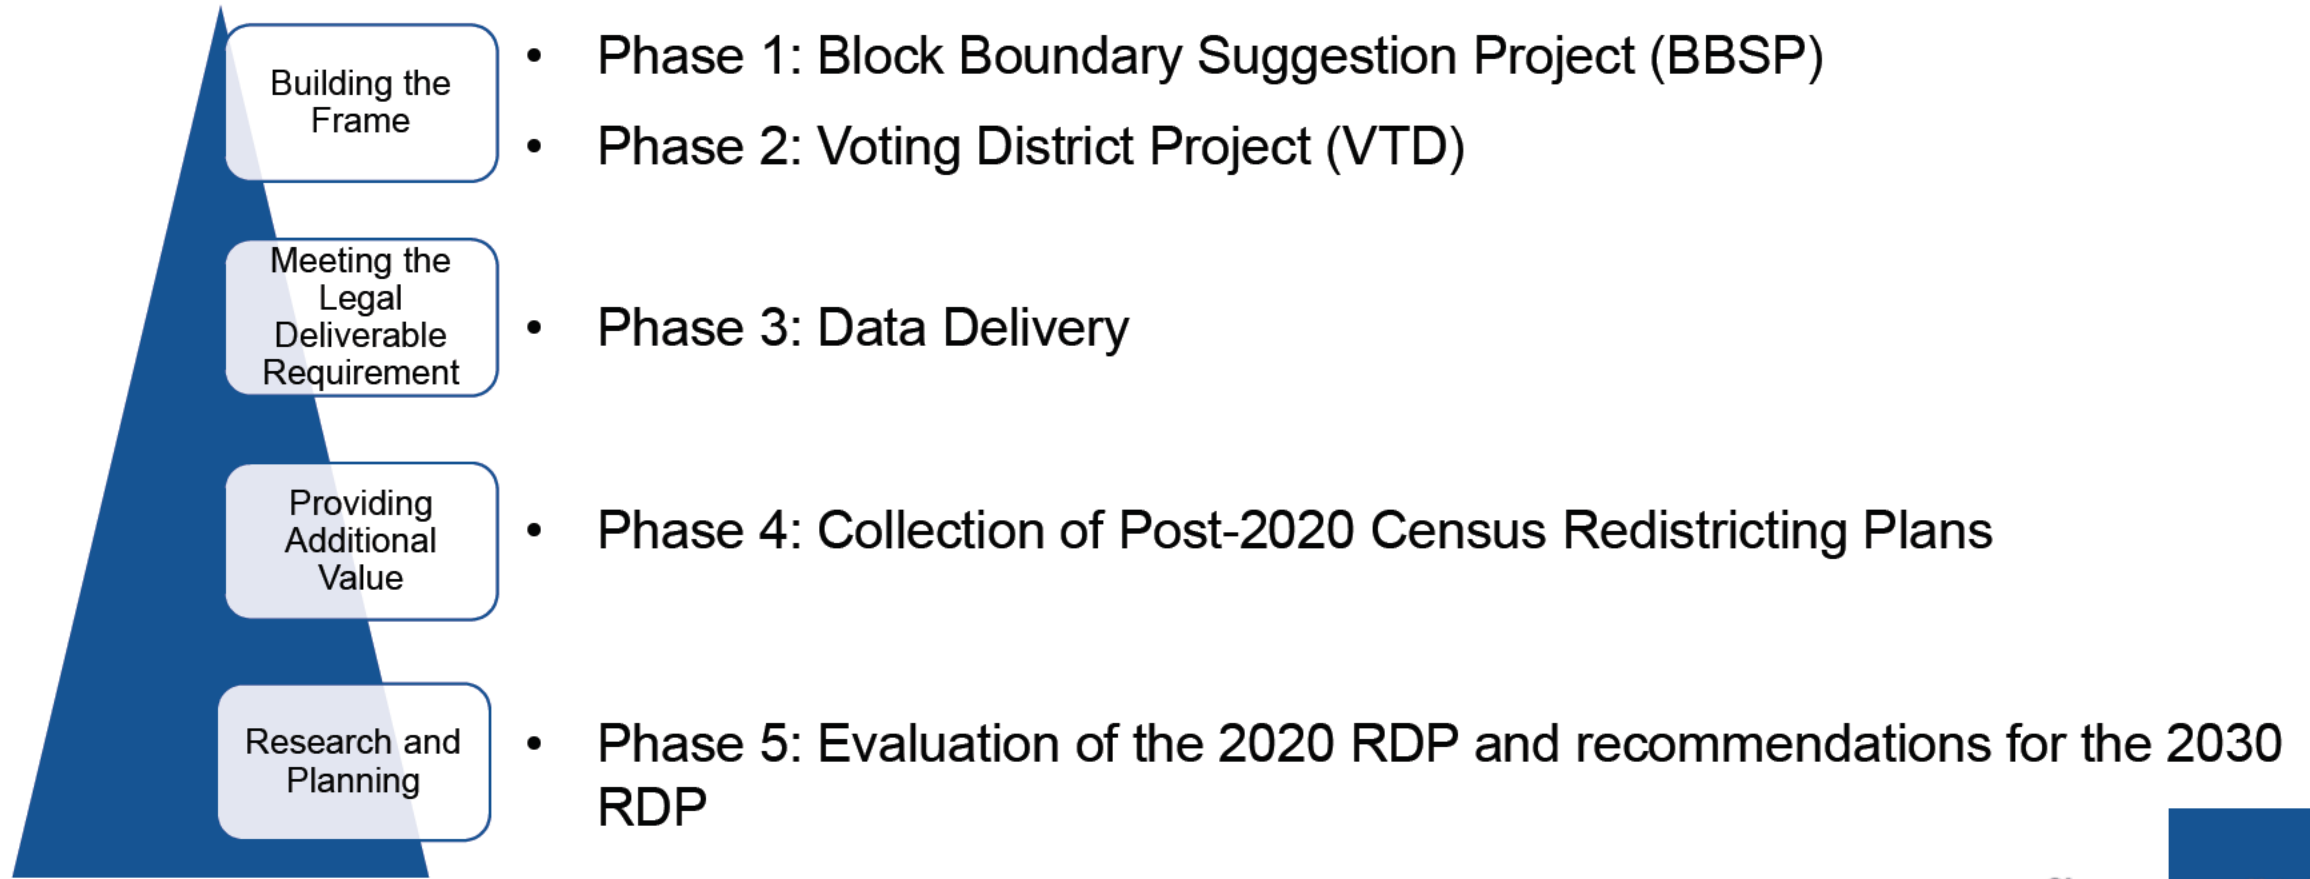 Building the
Frame
• Phase 1: Block Boundary Suggestion Project (BBSP)
• Phase 2: Voting District Project (VTD)
Meeting the
Legal
Deliverable
Requirement
• Phase 3: Data Delivery
Providing
Additional
Value
• Phase 4: Collection of Post-2020 Census Redistricting Plans
Research and
Planning
• Phase 5: Evaluation of the 2020 RDP and recommendations for the 2030
RDP